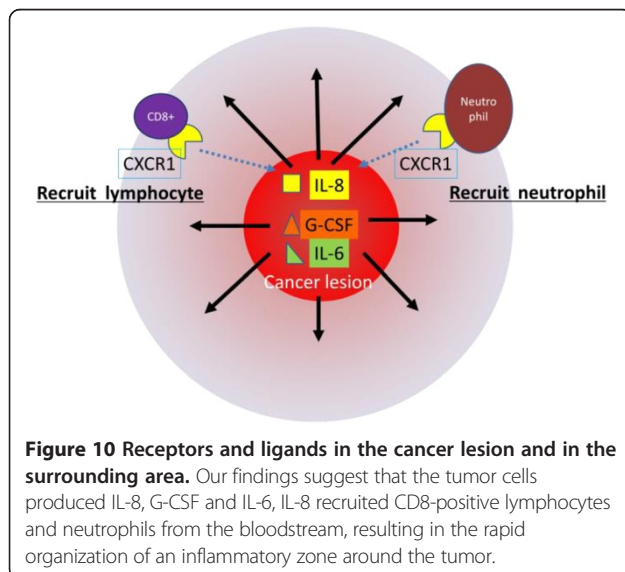 CD8+
Neutro
phil
CXCR1
CXCR1
Recruit lymphocyte
IL-8
Recruit neutrophil
G-CSF
IL-6
Cancer lesion
Figure 10 Receptors and ligands in the cancer lesion and in the
surrounding area. Our findings suggest that the tumor cells
produced IL-8, G-CSF and IL-6, IL-8 recruited CD8-positive lymphocytes
and neutrophils from the bloodstream, resulting in the rapid
organization of an inflammatory zone around the tumor.